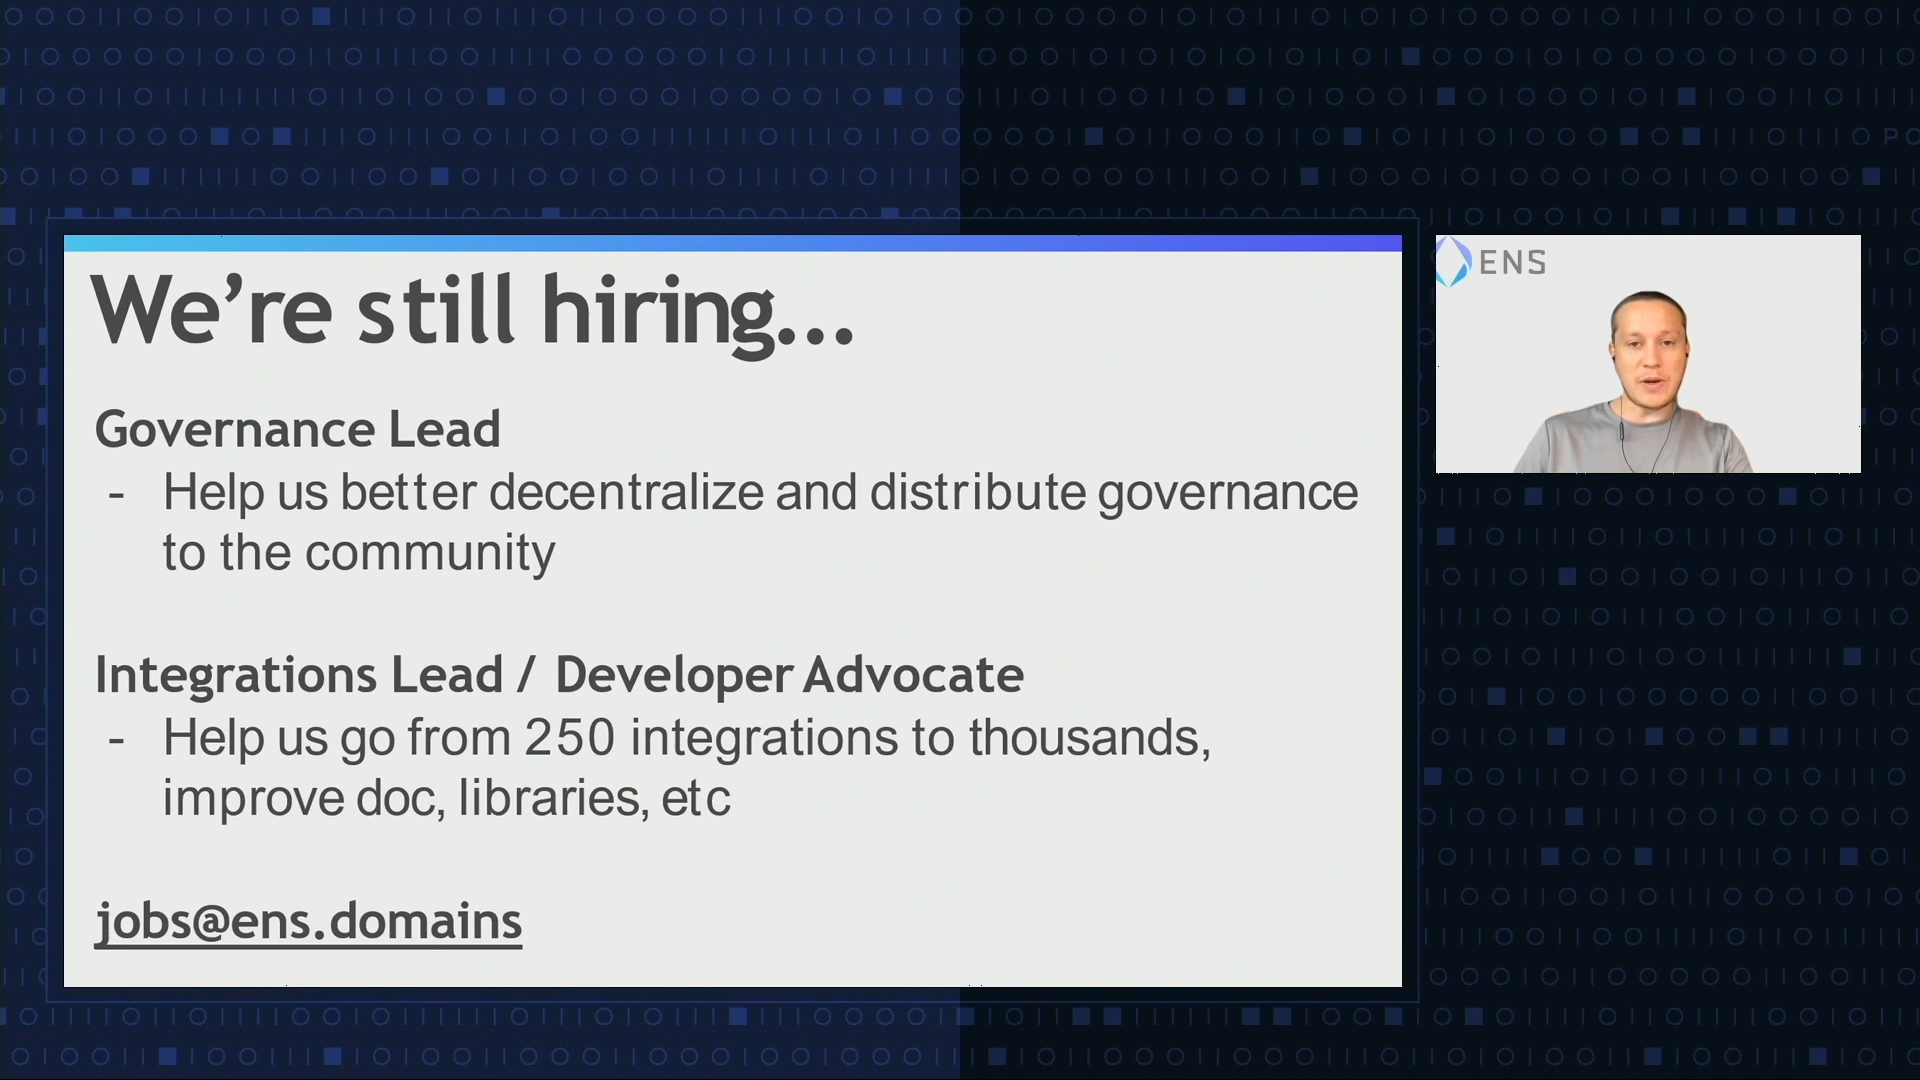 We're still hiring...
Governance Lead
- Help us better decentralize and distribute governance
to the community
Integrations Lead / Developer Advocate
- Help us go from 250 integrations to thousands,
improve doc, libraries, etc
jobs@ens.domains
ENS